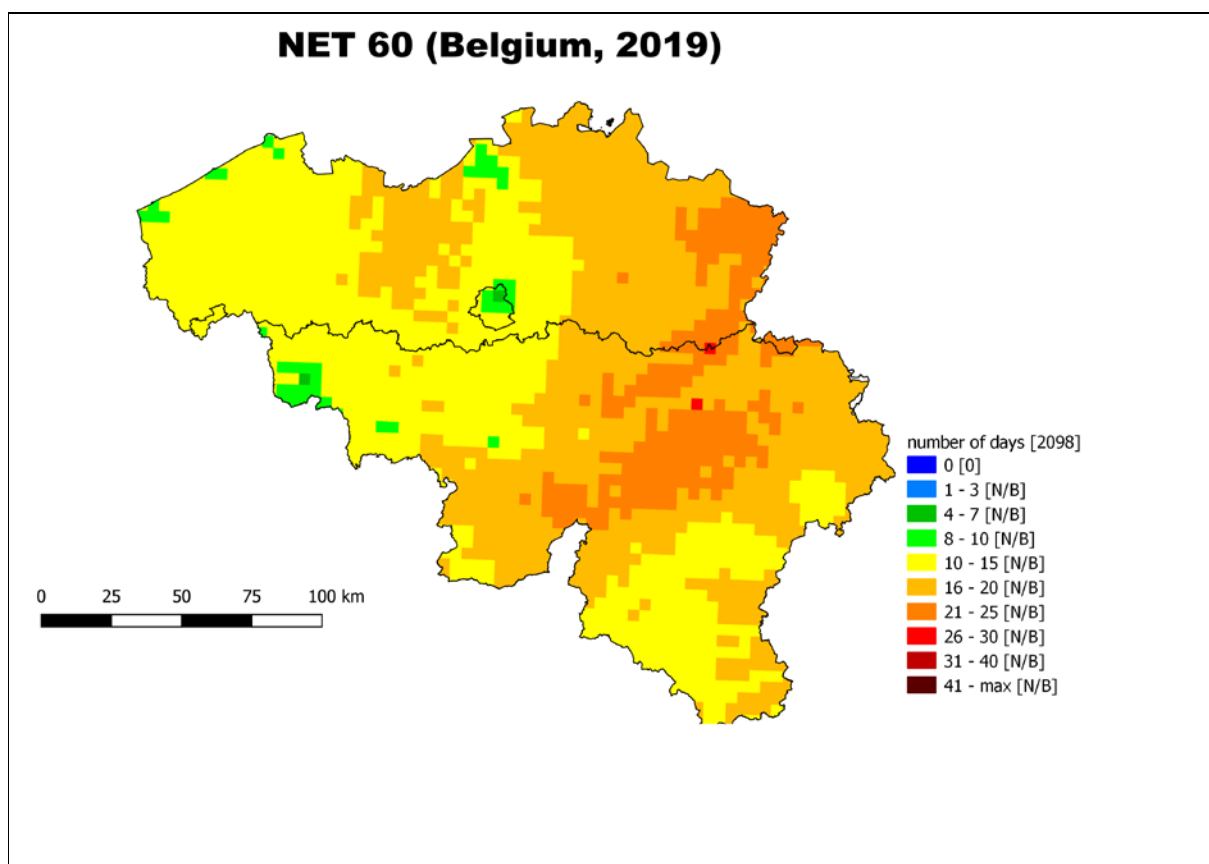 NET 60 (Belgium, 2019)
number of days [2098]
0 [0]
1 - 3 [N/B]
4 - 7 [N/B]
8 - 10 [N/B]
10 - 15 [N/B]
16 - 20 [N/B]
21 - 25 [N/B]
26 - 30 [N/B]
31 - 40 [N/B]
41 - max [N/B]
0 25 50 75 100 km